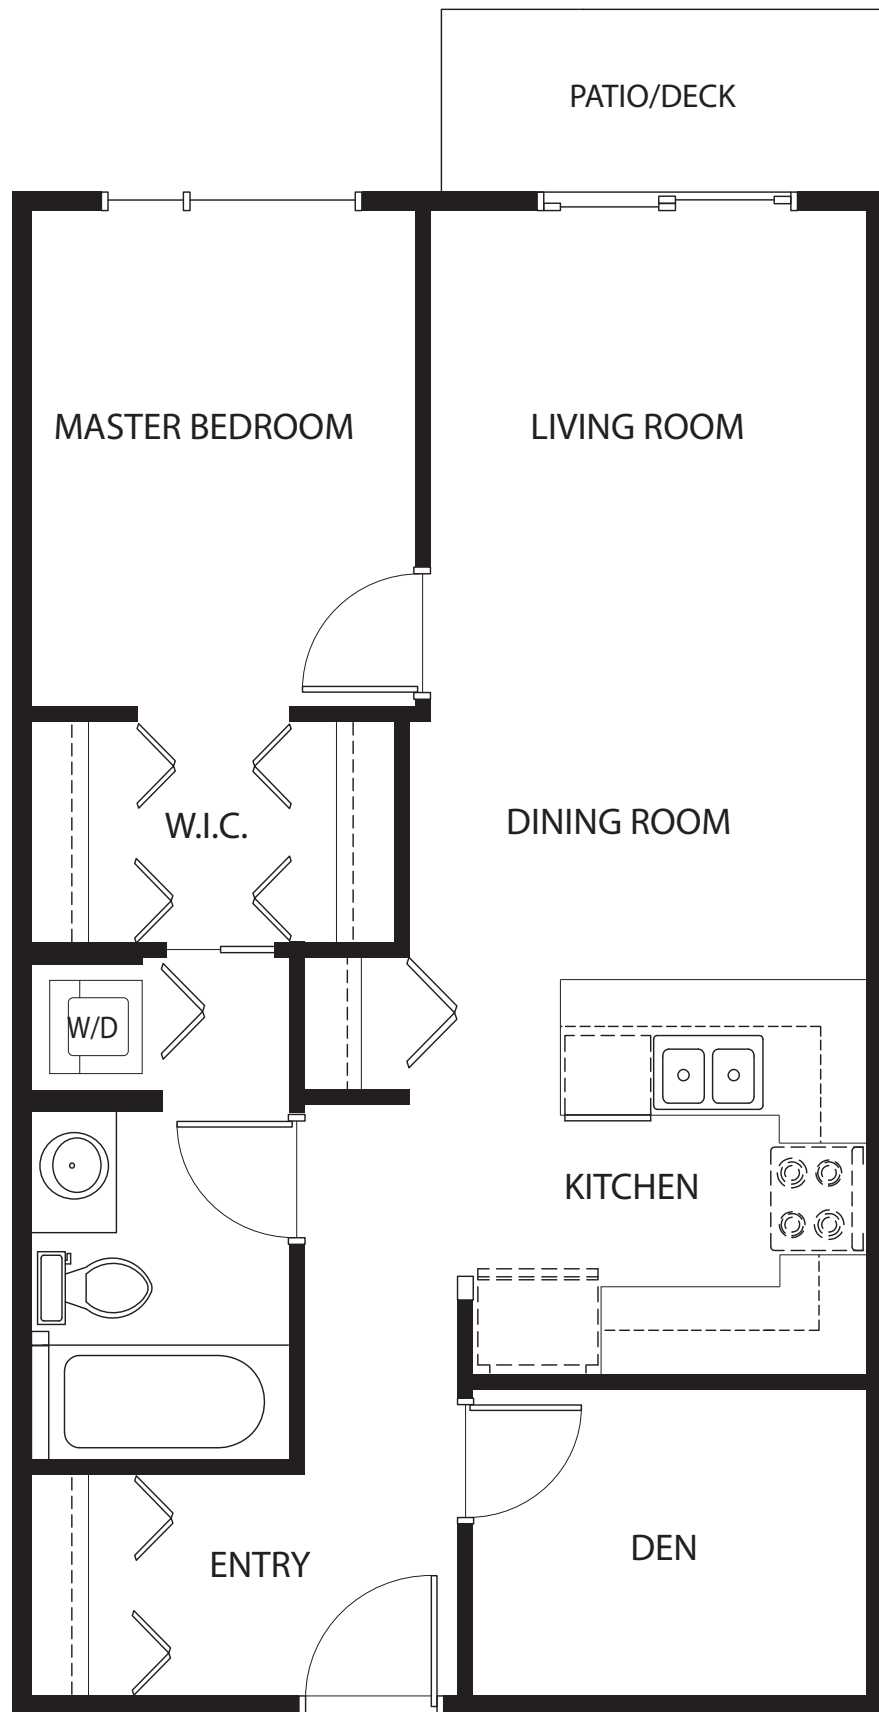 PATIO/DECK
MASTER BEDROOM
LIVING ROOM
W.I.C.
DINING ROOM
W/D
KITCHEN
ENTRY
DEN